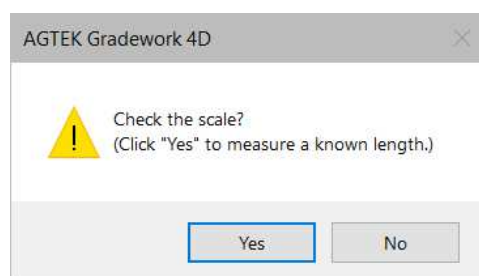 AGTEK Gradework 4D
Check the scale?
(Click "Yes" to measure a known length.)
Yes
No